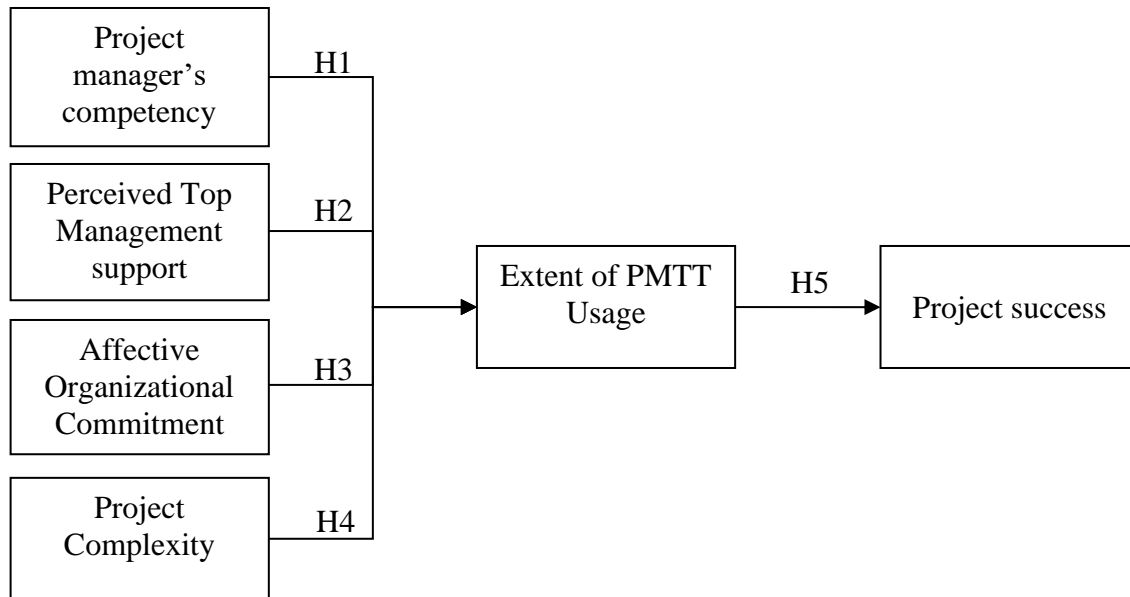 Project
manager’s
competency
H1
Perceived Top
Management
support
H2
Affective
Organizational
Commitment
H3
Project
Complexity
H4
Extent of PMTT
Usage
H5
Project success